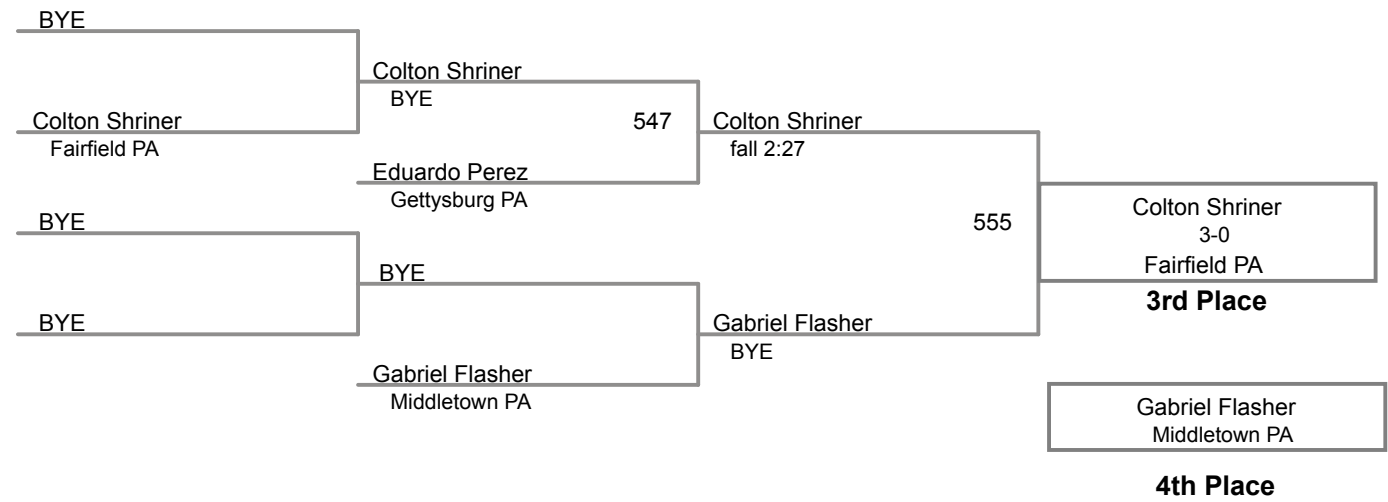 BYE
Colton Shriner
BYE
Colton Shriner
Fairfield PA
547
Colton Shriner
fall 2:27
Eduardo Perez
Gettysburg PA
BYE
555
Colton Shriner
3-0
Fairfield PA
3rd Place
BYE
BYE
Gabriel Flasher
BYE
Gabriel Flasher
Middletown PA
Gabriel Flasher
Middletown PA
4th Place